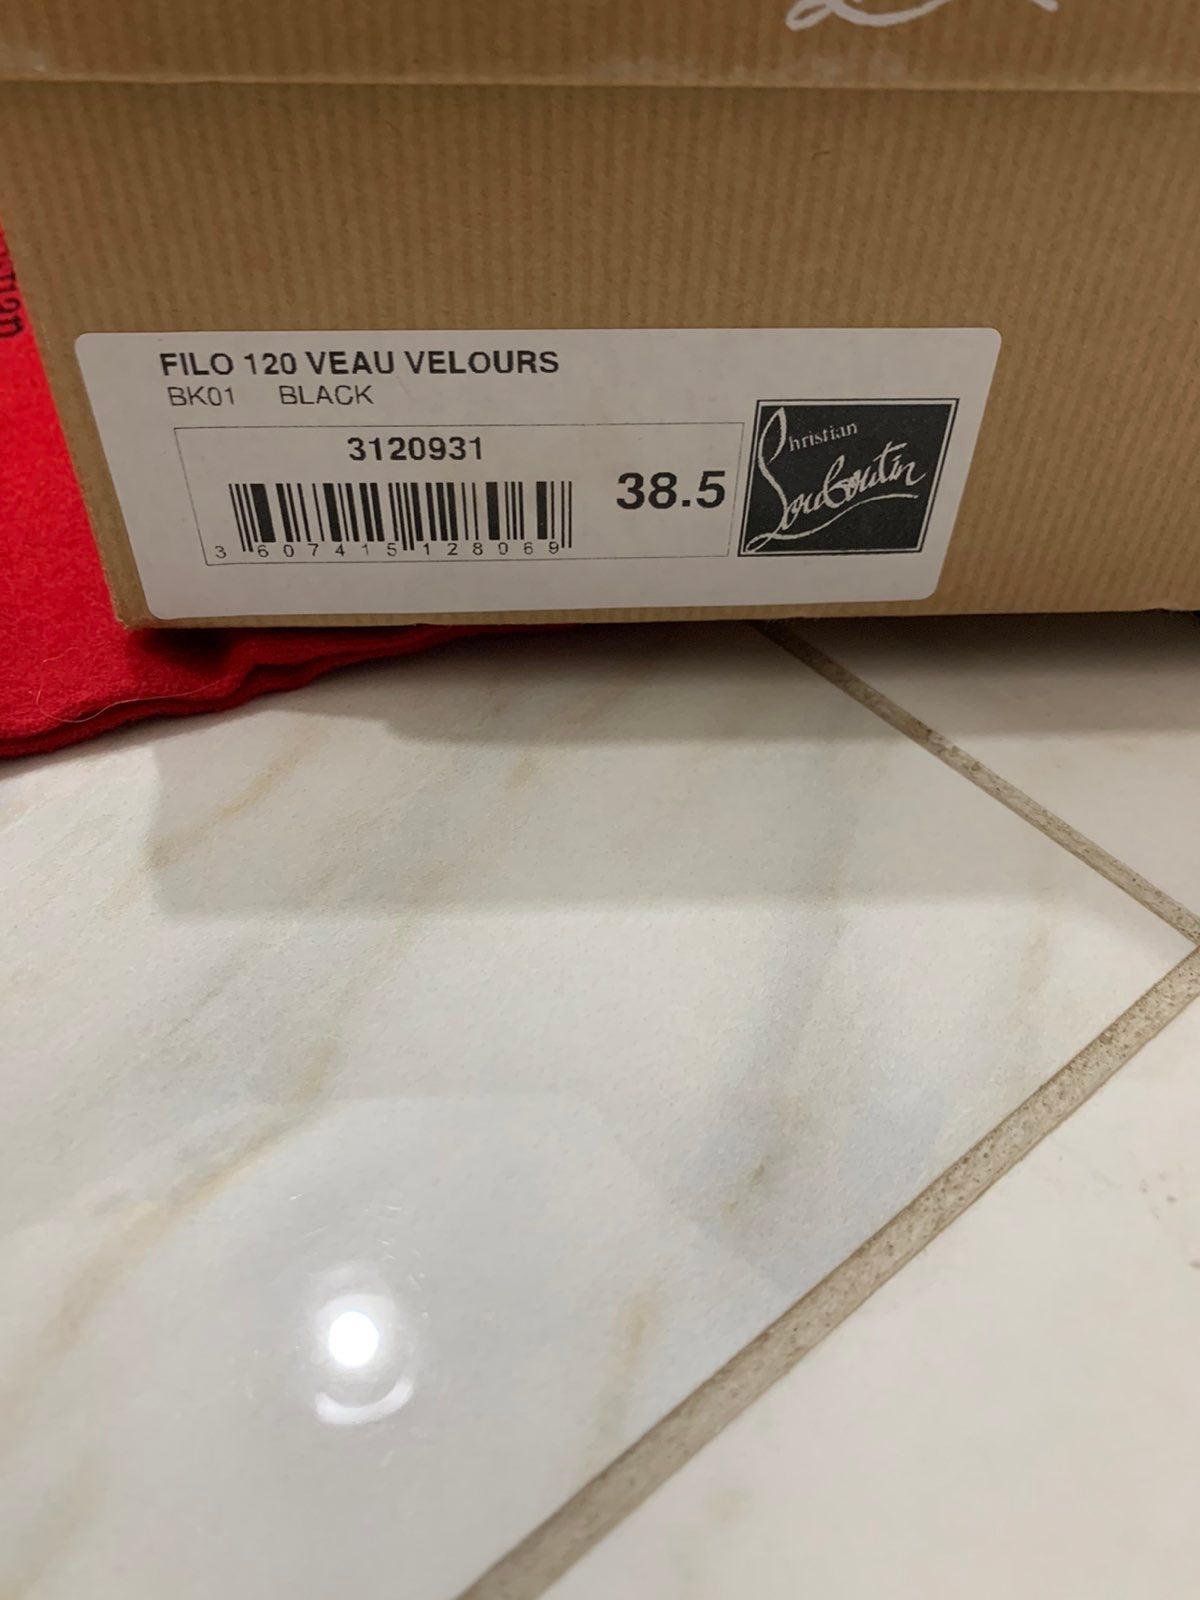 FILO 120 VEAU VELOURS
BK01 BLACK
3120931
38.5
3 607415 128069
Christian
Louboutin